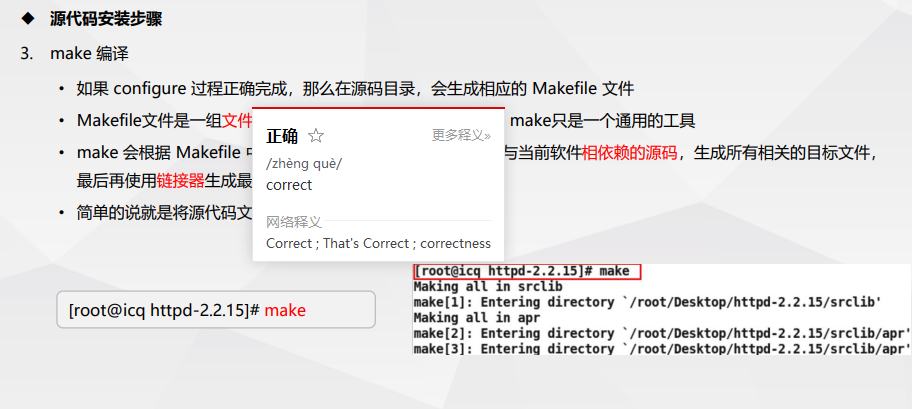 ◆ 源代码安装步骤
3. make 编译
• 如果 configure 过程正确完成，那么在源码目录，会生成相应的 Makefile 文件
• Makefile文件是一组文件 make只是一个通用的工具
• make 会根据 Makefile 与当前软件相依赖的源码，生成所有相关的目标文件，
最后再使用链接器生成最
• 简单的说就是将源代码文
正确 ☆ 更多释义»
/zhèng què/
correct
网络释义
Correct ; That's Correct ; correctness
[root@icq httpd-2.2.15]# make
[root@icq httpd-2.2.15]# make
Making all in srclib
make[1]: Entering directory `/root/Desktop/httpd-2.2.15/srclib'
Making all in apr
make[2]: Entering directory `/root/Desktop/httpd-2.2.15/srclib/apr'
make[3]: Entering directory `/root/Desktop/httpd-2.2.15/srclib/apr'